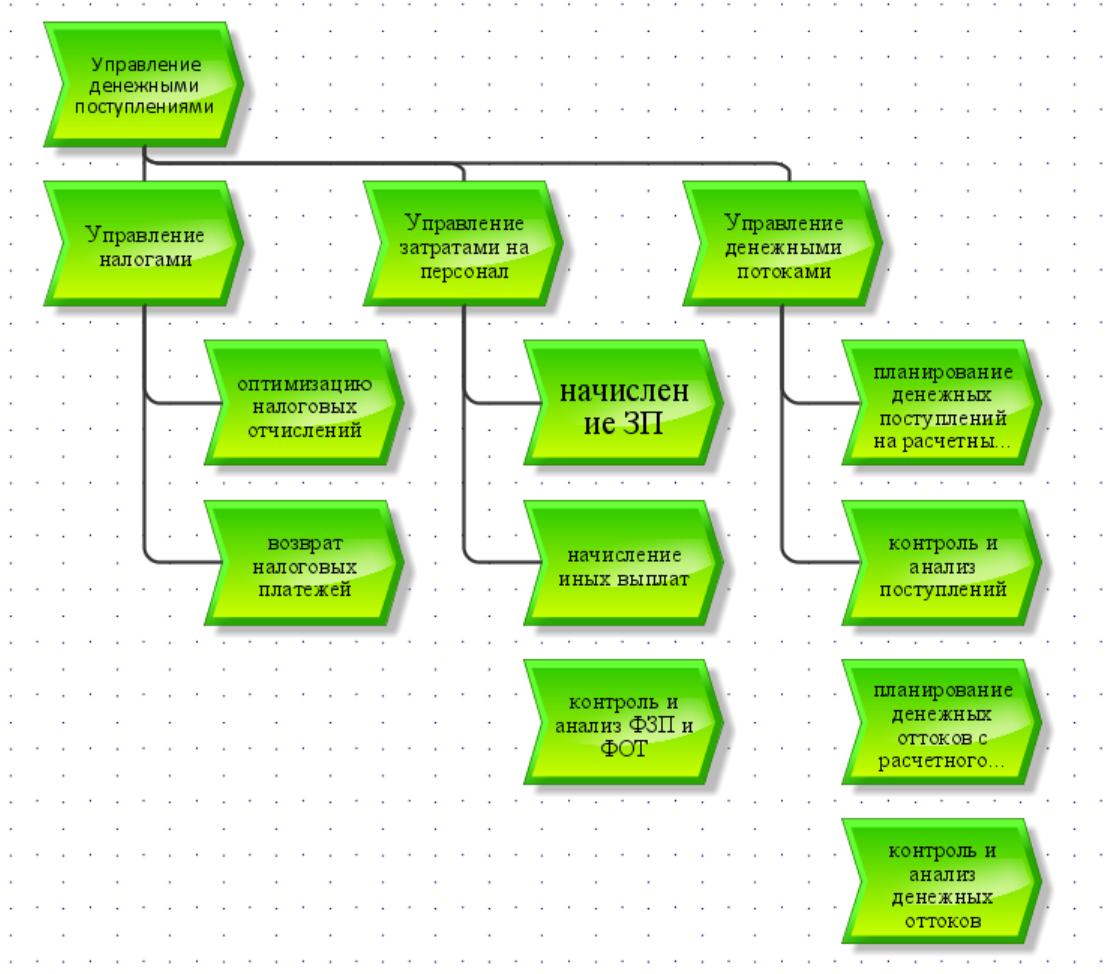 Управление
денежными
поступлениями
Управление
налогами
Управление
затратами на
персонал
Управление
денежными
потоками
оптимизацию
налоговых
отчислений
начислен
ие ЗП
планирование
денежных
поступлений
на расчетны...
возврат
налоговых
платежей
начисление
иных выплат
контроль и
анализ
поступлений
контроль и
анализ ФЗП и
ФОТ
планирование
денежных
оттоков с
расчетного...
контроль и
анализ
денежных
оттоков